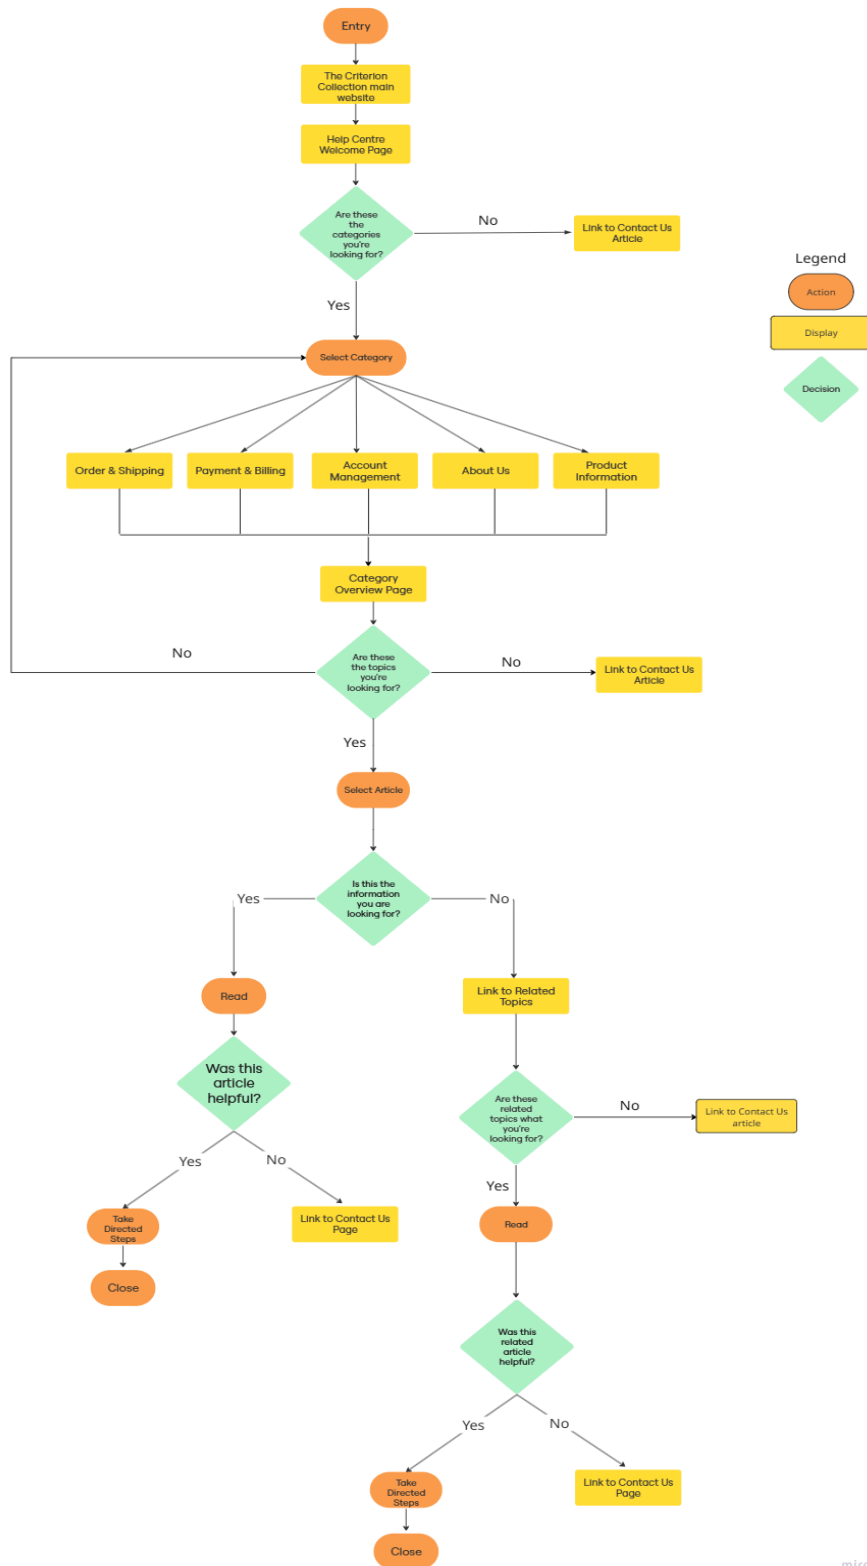 Entry
The Criterion
Collection main
website
Help Centre
Welcome Page
Are these
the
categories
you're
looking for?
No
Link to Contact Us
Article
Legend
Action
Display
Decision
Yes
Select Category
Order & Shipping
Payment & Billing
Account
Management
About Us
Product
Information
Category
Overview Page
No
Are these
the topics
you're
looking for?
No
Link to Contact Us
Article
Yes
Select Article
Yes
Is this the
information
you are
looking for?
No
Read
Link to Related
Topics
Was this
article
helpful?
Are these
related
topics what
you're
looking for?
No
Link to Contact Us
article
Yes
No
Yes
Take
Directed
Steps
Link to Contact Us
Page
Read
Close
Was this
related
article
helpful?
Yes
No
Take
Directed
Steps
Link to Contact Us
Page
Close